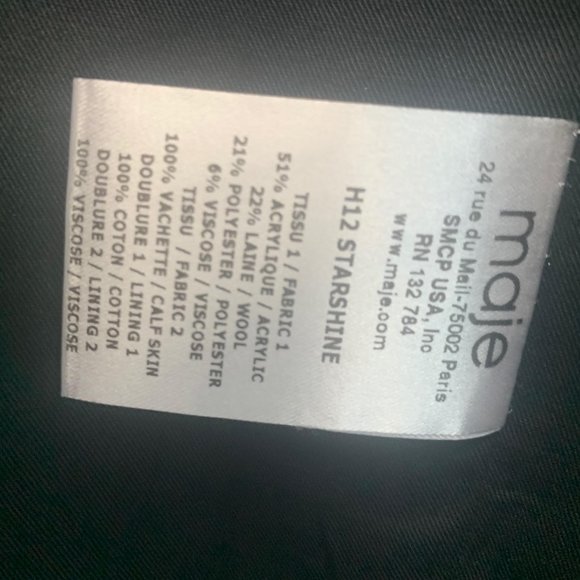 maje
24 rue du Mail-75002 Paris
SMCP USA, Inc
RN 132 784
www.maje.com
H12 STARSHINE
TISSU 1 / FABRIC 1
51% ACRYLIQUE / ACRYLIC
22% LAINE / WOOL
21% POLYESTER / POLYESTER
6% VISCOSE / VISCOSE
TISSU / FABRIC 2
100% VACHETTE / CALF SKIN
DOUBLURE 1 / LINING 1
100% COTON / COTTON
DOUBLURE 2 / LINING 2
100% VISCOSE / VISCOSE